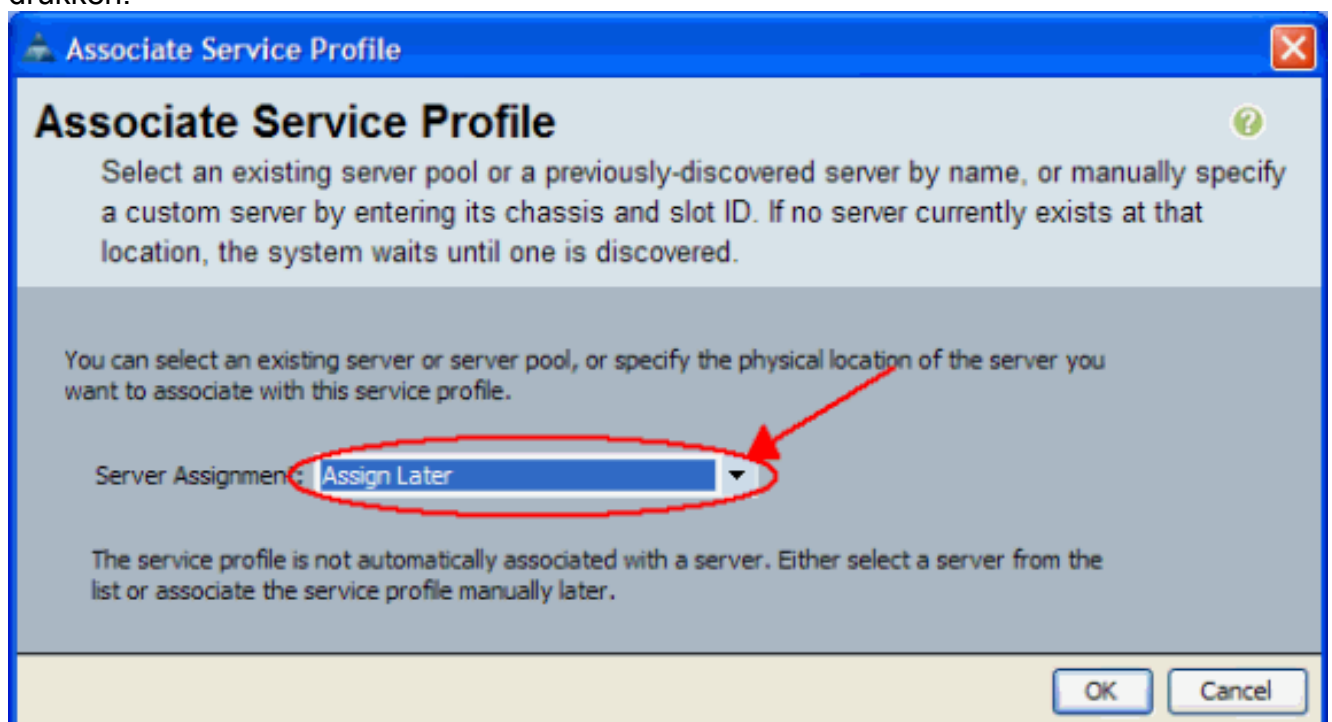 drukken.
Associate Service Profile
Associate Service Profile
Select an existing server pool or a previously-discovered server by name, or manually specify
a custom server by entering its chassis and slot ID. If no server currently exists at that
location, the system waits until one is discovered.
You can select an existing server or server pool, or specify the physical location of the server you
want to associate with this service profile.
Server Assignment: Assign Later
The service profile is not automatically associated with a server. Either select a server from the
list or associate the service profile manually later.
OK Cancel